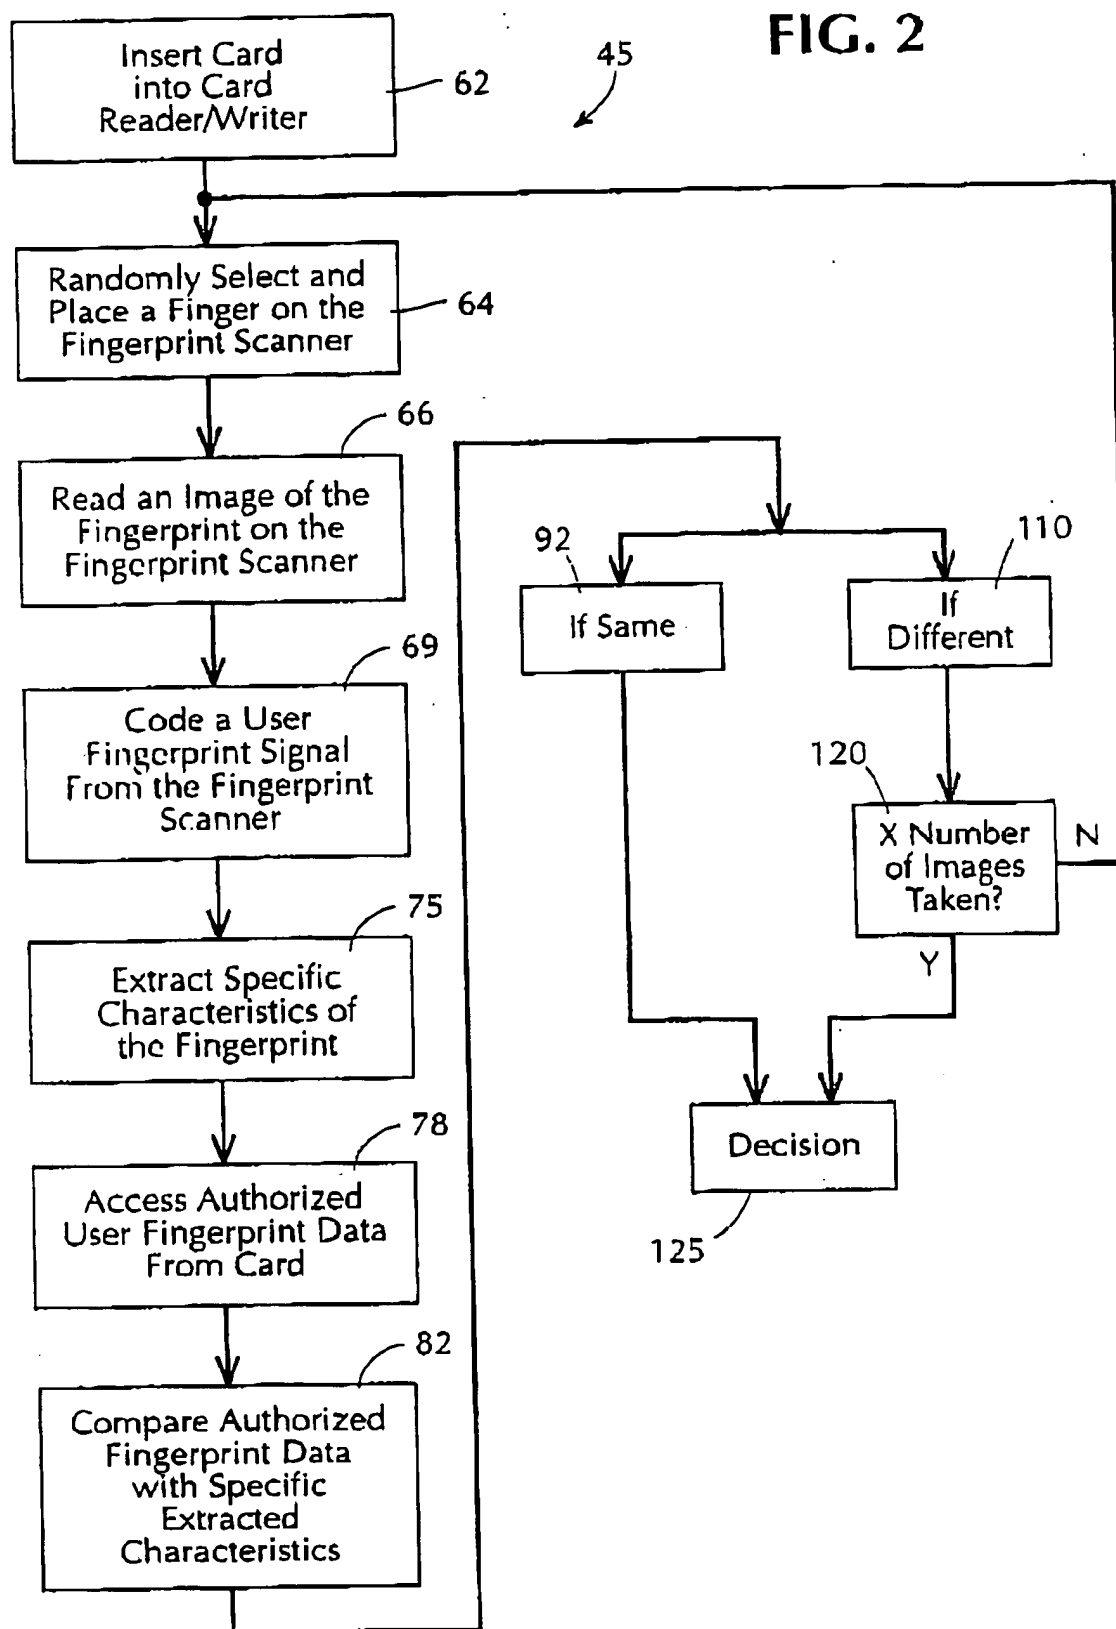 FIG. 2
45
Insert Card
into Card
Reader/Writer
62
Randomly Select and
Place a Finger on the
Fingerprint Scanner
64
66
Read an Image of the
Fingerprint on the
Fingerprint Scanner
69
Code a User
Fingerprint Signal
From the Fingerprint
Scanner
75
Extract Specific
Characteristics of
the Fingerprint
78
Access Authorized
User Fingerprint Data
From Card
82
Compare Authorized
Fingerprint Data
with Specific
Extracted
Characteristics
92
If Same
110
If
Different
120
X Number
of Images
Taken?
N
Y
Decision
125